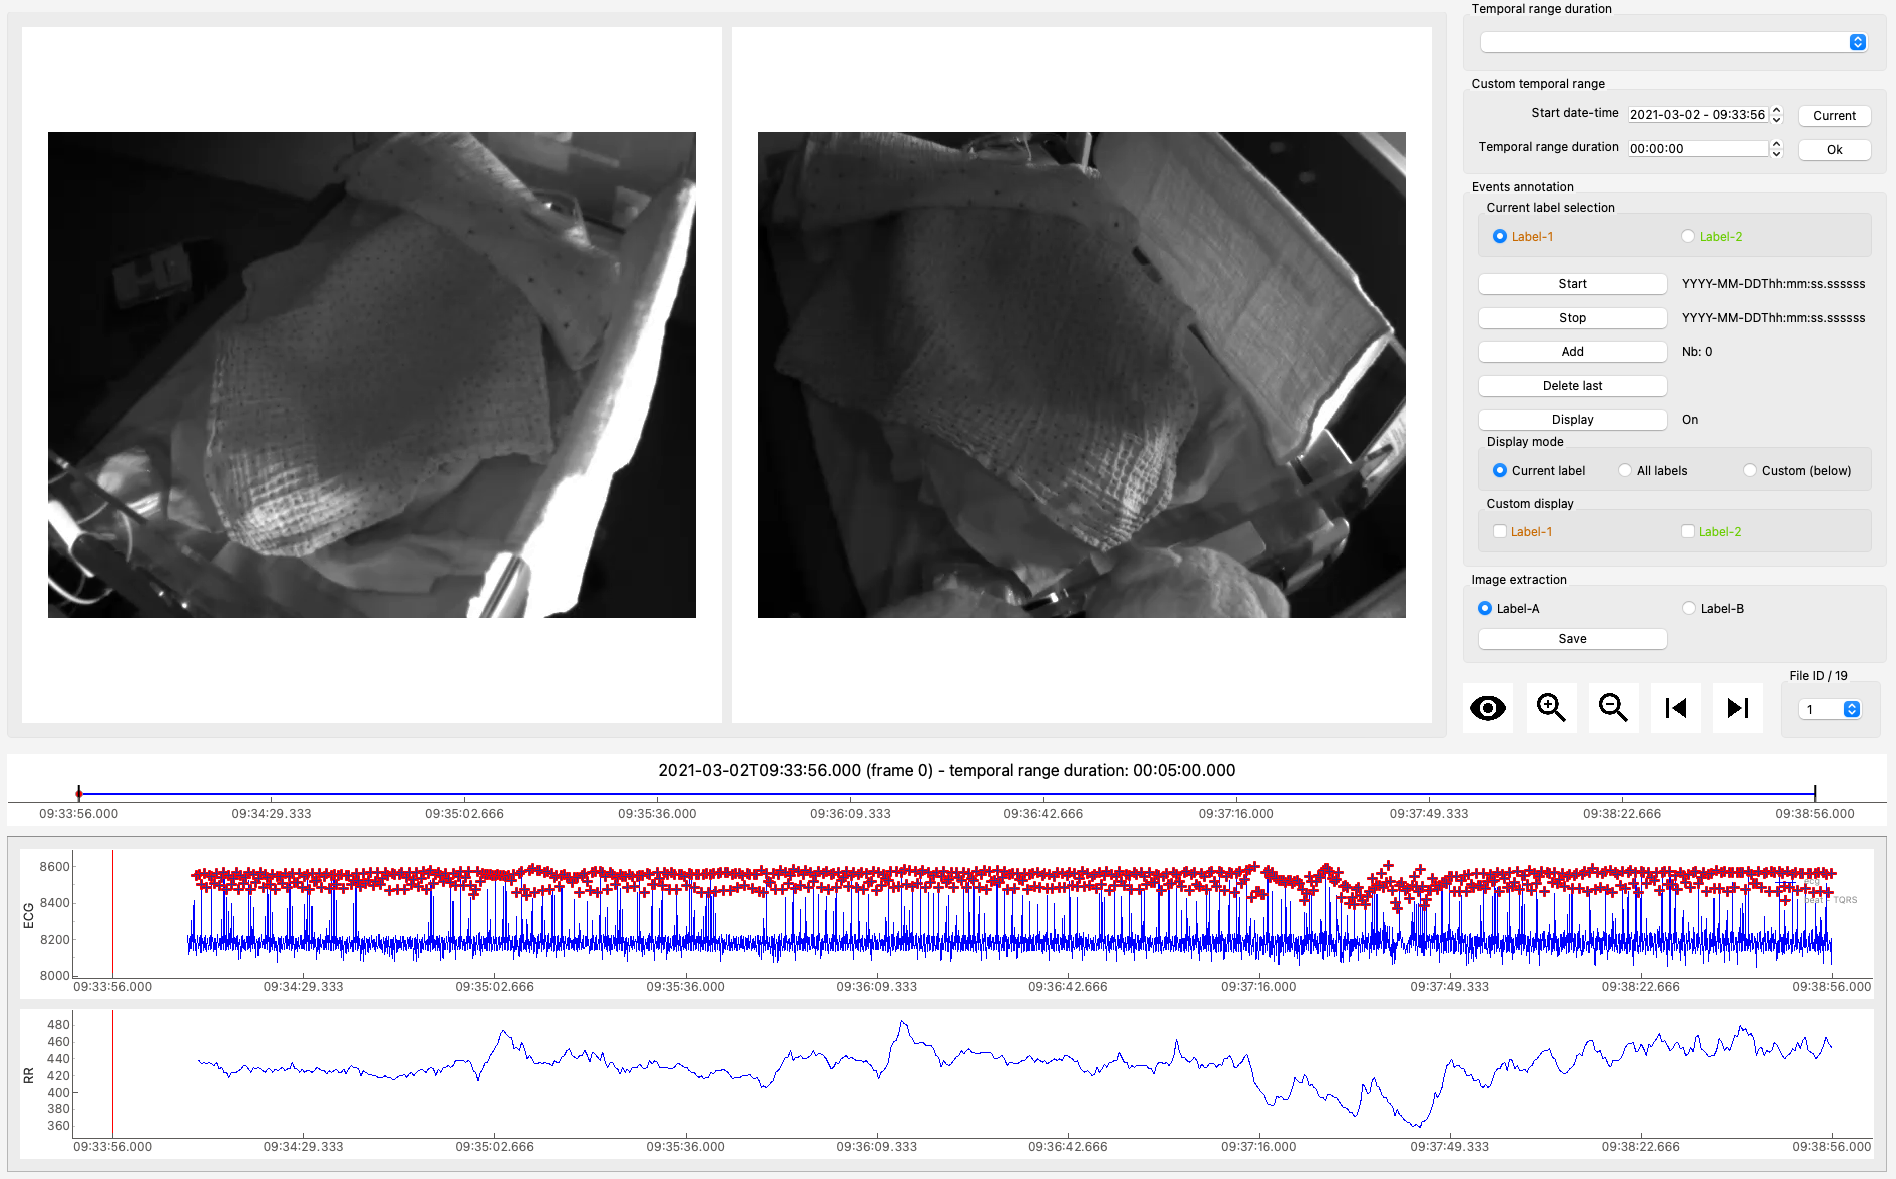 Temporal range duration
Custom temporal range
Start date-time 2021-03-02 - 09:33:56 Current
Temporal range duration 00:00:00 Ok
Events annotation
Current label selection
Label-1 Label-2
Start YYYY-MM-DDThh:mm:ss.ssssss
Stop YYYY-MM-DDThh:mm:ss.ssssss
Add Nb: 0
Delete last
Display On
Display mode
Current label All labels Custom (below)
Custom display
Label-1 Label-2
Image extraction
Label-A Label-B
Save
File ID / 19
1
2021-03-02T09:33:56.000 (frame 0) - temporal range duration: 00:05:00.000
09:33:56.000 09:34:29.333 09:35:02.666 09:35:36.000 09:36:09.333 09:36:42.666 09:37:16.000 09:37:49.333 09:38:22.666 09:38:56.000
ECG
8600
8400
8200
8000
beat - TQRS
09:33:56.000 09:34:29.333 09:35:02.666 09:35:36.000 09:36:09.333 09:36:42.666 09:37:16.000 09:37:49.333 09:38:22.666 09:38:56.000
RR
480
460
440
420
400
380
360
09:33:56.000 09:34:29.333 09:35:02.666 09:35:36.000 09:36:09.333 09:36:42.666 09:37:16.000 09:37:49.333 09:38:22.666 09:38:56.000